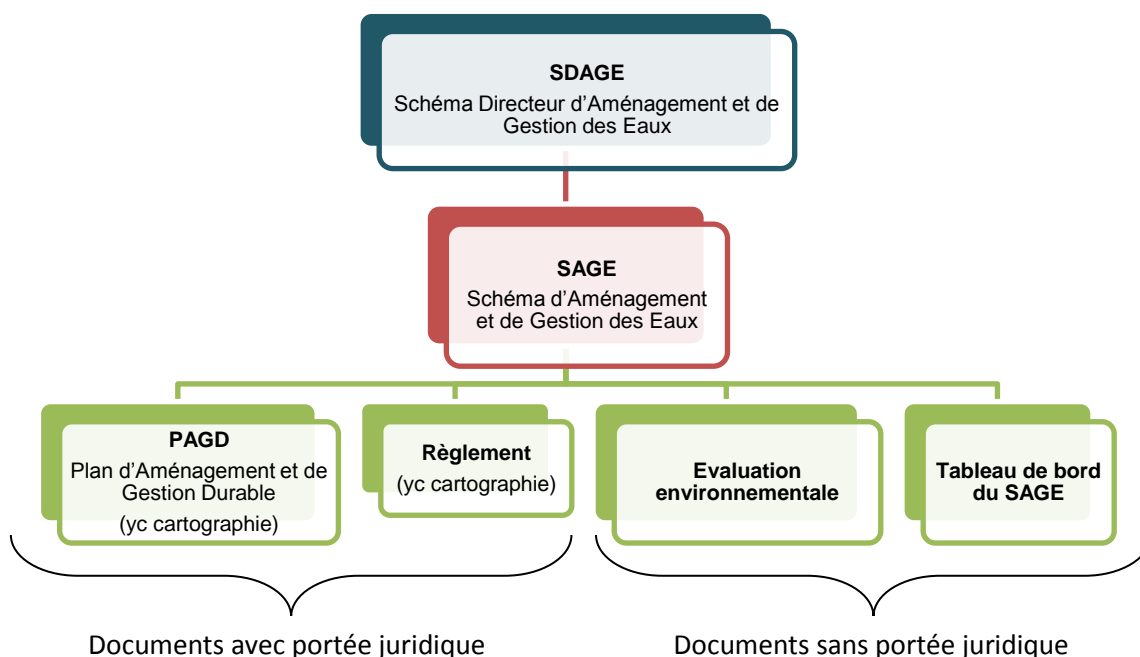 SDAGE
Schéma Directeur d’Aménagement et de
Gestion des Eaux
SAGE
Schéma d’Aménagement
et de Gestion des Eaux
PAGD
Plan d’Aménagement et de
Gestion Durable
(yc cartographie)
Règlement
(yc cartographie)
Evaluation
environnementale
Tableau de bord
du SAGE
Documents avec portée juridique
Documents sans portée juridique